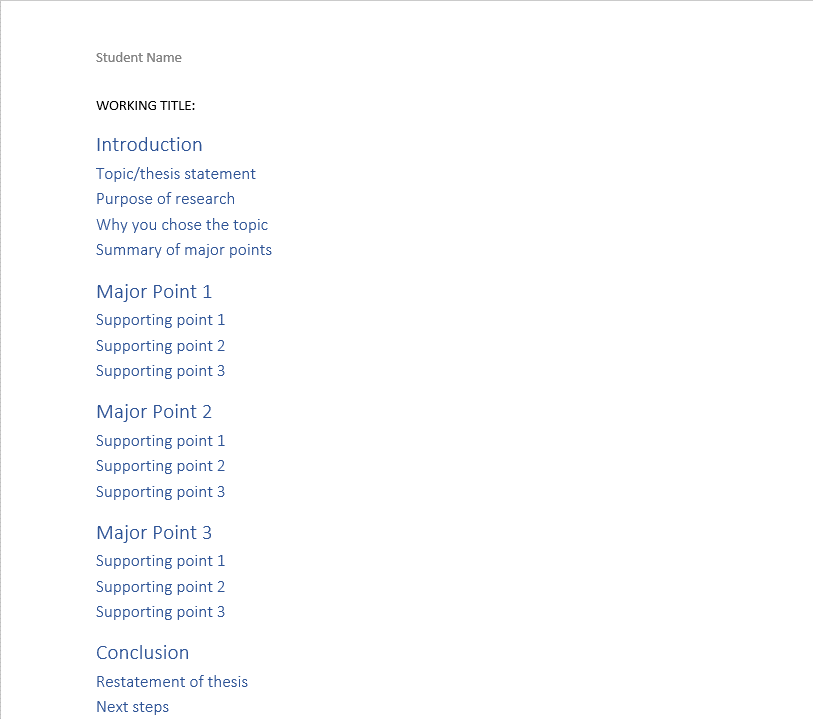 Student Name
WORKING TITLE:
Introduction
Topic/thesis statement
Purpose of research
Why you chose the topic
Summary of major points
Major Point 1
Supporting point 1
Supporting point 2
Supporting point 3
Major Point 2
Supporting point 1
Supporting point 2
Supporting point 3
Major Point 3
Supporting point 1
Supporting point 2
Supporting point 3
Conclusion
Restatement of thesis
Next steps